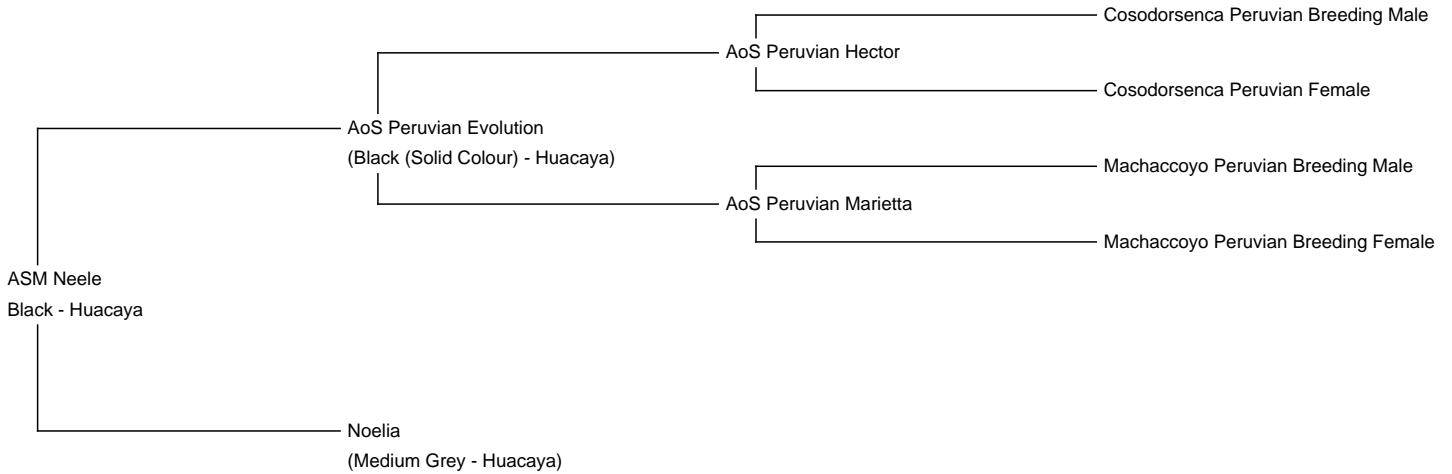 Cosodorsenca Peruvian Breeding Male
AoS Peruvian Hector
Cosodorsenca Peruvian Female
AoS Peruvian Evolution
(Black (Solid Colour) - Huacaya)
Machaccoyo Peruvian Breeding Male
AoS Peruvian Marietta
Machaccoyo Peruvian Breeding Female
ASM Neele
Black - Huacaya
Noelia
(Medium Grey - Huacaya)